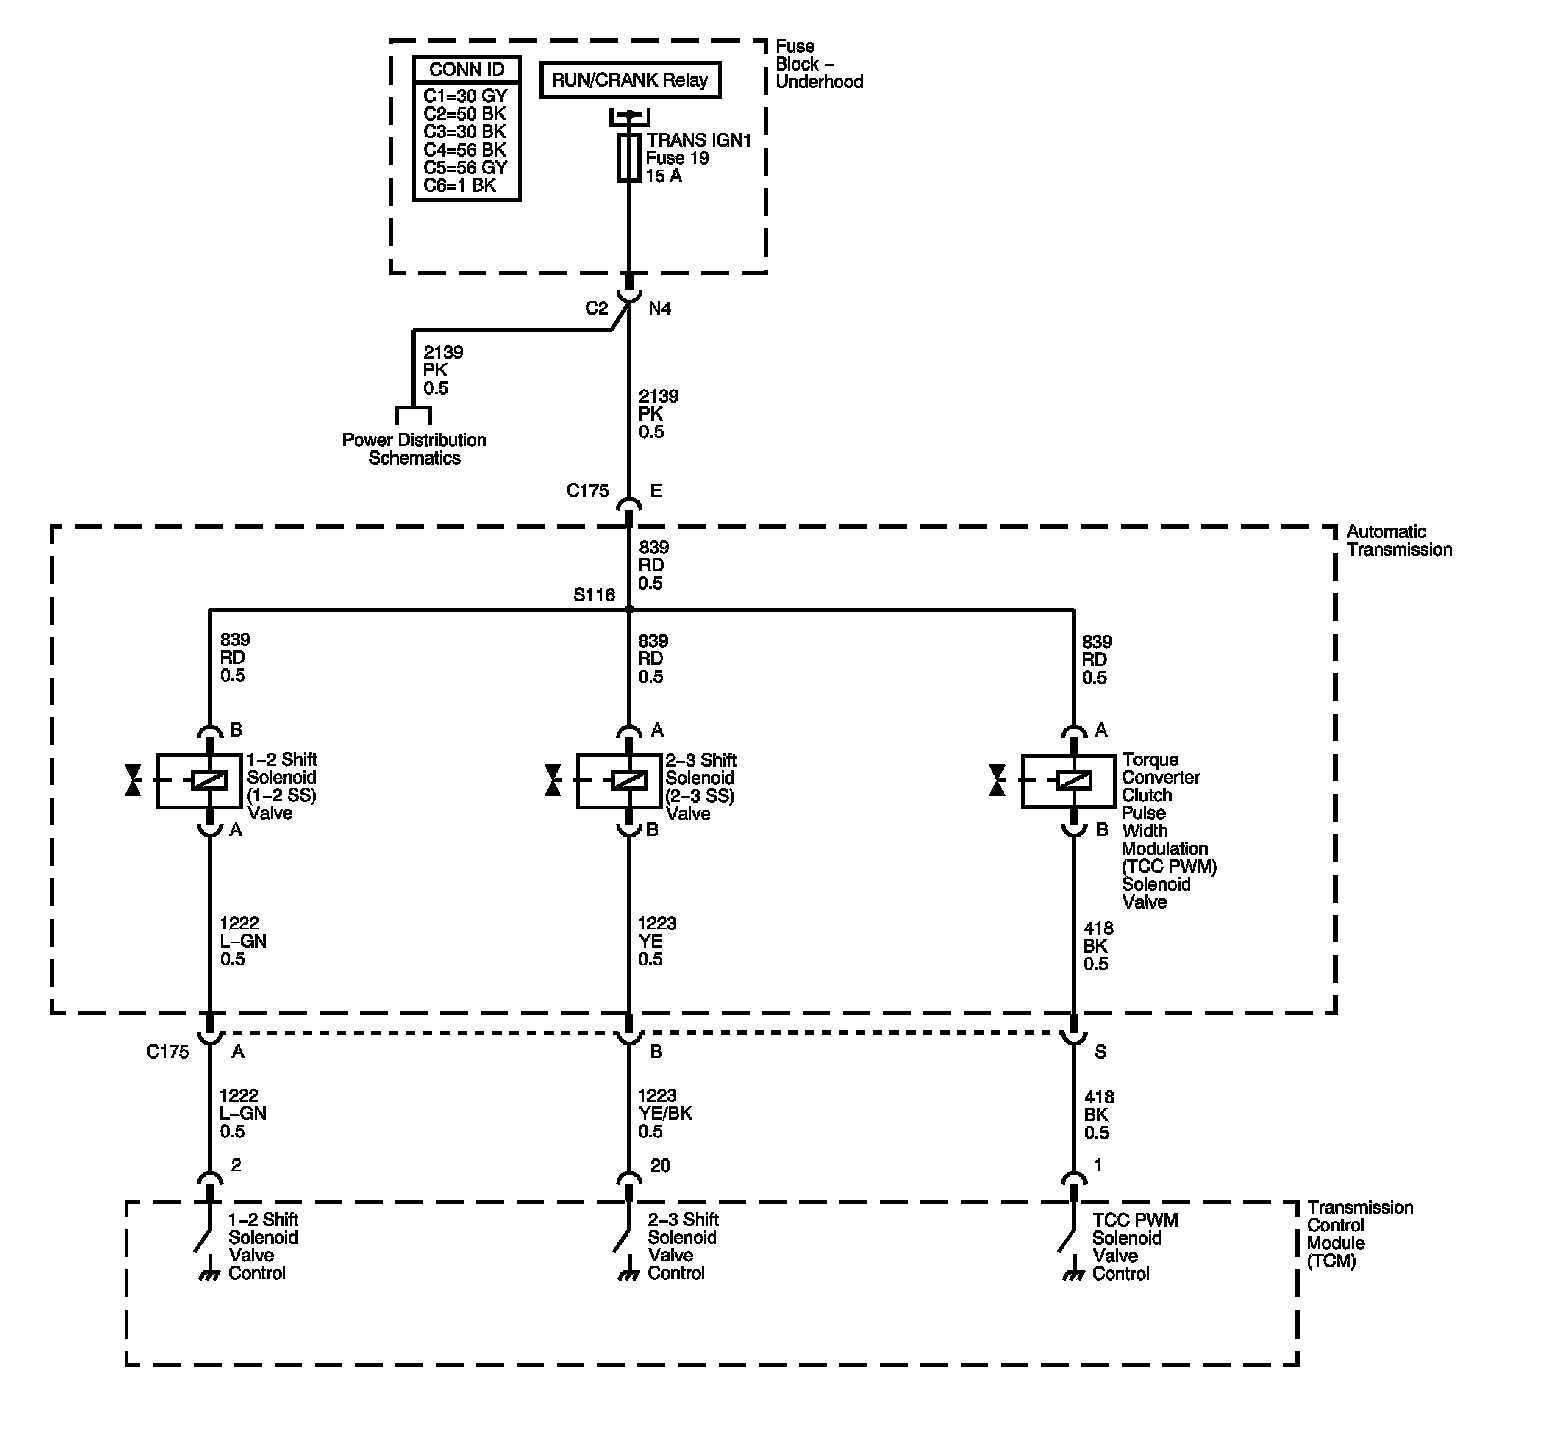 Fuse
Block –
Underhood
CONN ID
C1=30 GY
C2=50 BK
C3=30 BK
C4=56 BK
C5=56 GY
C6=1 BK
RUN/CRANK Relay
TRANS IGN1
Fuse 19
15 A
C2
N4
2139
PK
0.5
Power Distribution
Schematics
2139
PK
0.5
C175
E
Automatic
Transmission
839
RD
0.5
S116
839
RD
0.5
839
RD
0.5
839
RD
0.5
B
1–2 Shift
Solenoid
(1–2 SS)
Valve
A
A
2–3 Shift
Solenoid
(2–3 SS)
Valve
B
A
Torque
Converter
Clutch
Pulse
Width
Modulation
(TCC PWM)
Solenoid
Valve
B
1222
L–GN
0.5
1223
YE
0.5
418
BK
0.5
C175
A
B
S
1222
L–GN
0.5
1223
YE/BK
0.5
418
BK
0.5
2
20
1
1–2 Shift
Solenoid
Valve
Control
2–3 Shift
Solenoid
Valve
Control
TCC PWM
Solenoid
Valve
Control
Transmission
Control
Module
(TCM)